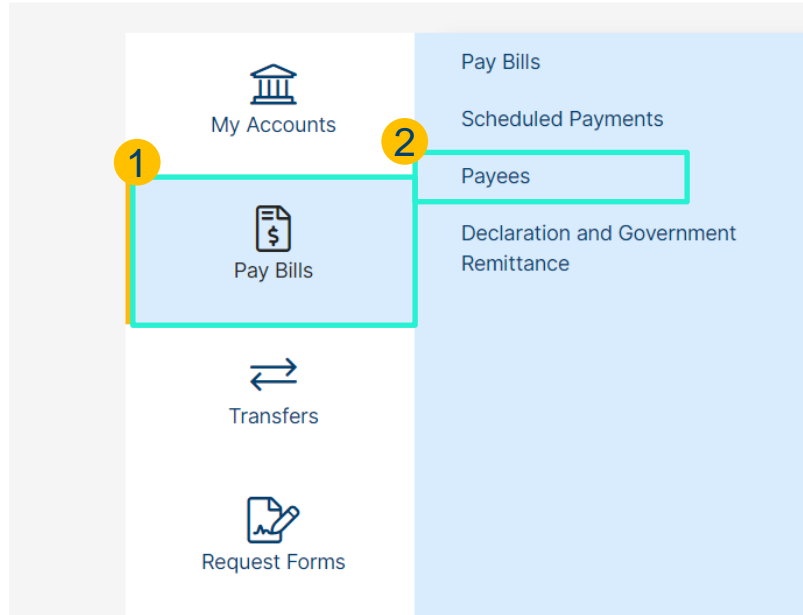 My Accounts
1
Pay Bills
$
Transfers
Request Forms
Pay Bills
Scheduled Payments
2
Payees
Declaration and Government
Remittance